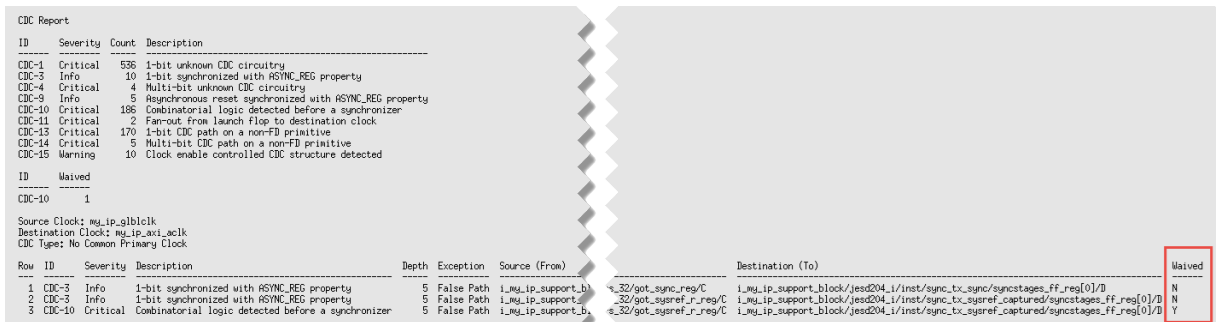 CDC Report
ID Severity Count Description
CDC-1 Critical 536 1-bit unknown CDC circuitry
CDC-3 Info 10 1-bit synchronized with ASYNC_REG property
CDC-4 Critical 4 Multi-bit unknown CDC circuitry
CDC-9 Info 5 Asynchronous reset synchronized with ASYNC_REG property
CDC-10 Critical 186 Combinatorial logic detected before a synchronizer
CDC-11 Critical 2 Fan-out from launch flop to destination clock
CDC-13 Critical 170 1-bit CDC path on a non-FD primitive
CDC-14 Critical 5 Multi-bit CDC path on a non-FD primitive
CDC-15 Warning 10 Clock enable controlled CDC structure detected
ID Waived
CDC-10 1
Source Clock: my_ip_glblclk
Destination Clock: my_ip_axi_aclk
CDC Type: No Common Primary Clock
Row ID Severity Description Depth Exception Source (From) Destination (To) Waived
1 CDC-3 Info 1-bit synchronized with ASYNC_REG property 5 False Path i_my_ip_support_b s_32/got_sync_reg/C i_my_ip_support_block/jesd204_i/inst/sync_tx_sync/syncstages_ff_reg[0]/D N
2 CDC-3 Info 1-bit synchronized with ASYNC_REG property 5 False Path i_my_ip_support_b s_32/got_sysref_r_reg/C i_my_ip_support_block/jesd204_i/inst/sync_tx_sysref_captured/syncstages_ff_reg[0]/D N
3 CDC-10 Critical Combinatorial logic detected before a synchronizer 5 False Path i_my_ip_support_b s_32/got_sysref_r_reg/C i_my_ip_support_block/jesd204_i/inst/sync_tx_sysref_captured/syncstages_ff_reg[0]/D Y